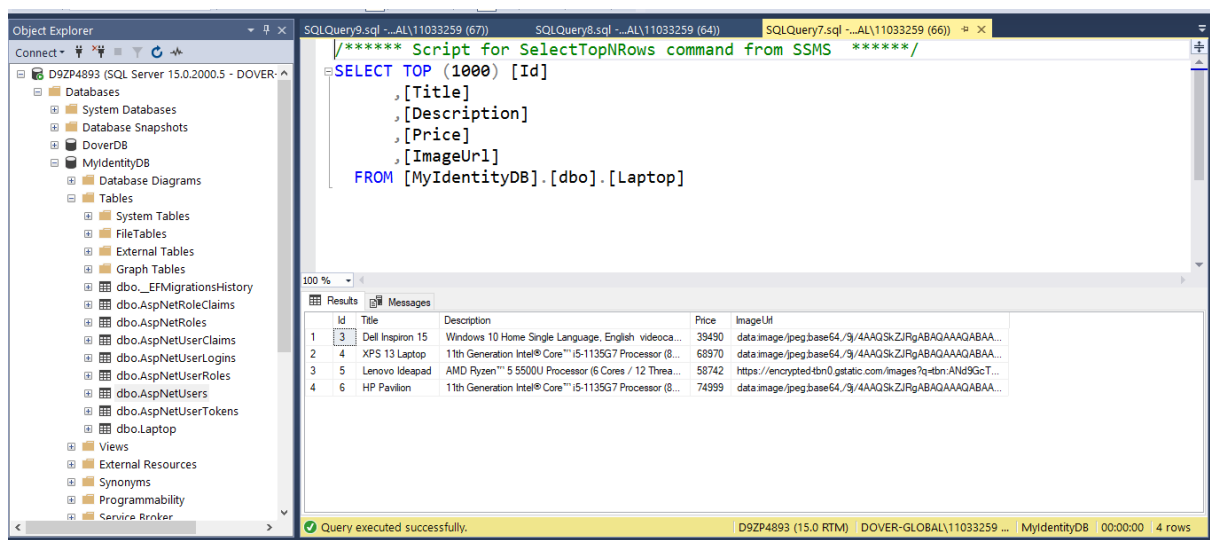 Object Explorer
Connect
D9ZP4893 (SQL Server 15.0.2000.5 - DOVER-
Databases
System Databases
Database Snapshots
DoverDB
MyIdentityDB
Database Diagrams
Tables
System Tables
FileTables
External Tables
Graph Tables
dbo.__EFMigrationsHistory
dbo.AspNetRoleClaims
dbo.AspNetRoles
dbo.AspNetUserClaims
dbo.AspNetUserLogins
dbo.AspNetUserRoles
dbo.AspNetUsers
dbo.AspNetUserTokens
dbo.Laptop
Views
External Resources
Synonyms
Programmability
Service Broker
SQLQuery9.sql -...AL\11033259 (67)) SQLQuery8.sql -...AL\11033259 (64)) SQLQuery7.sql -...AL\11033259 (66))
/****** Script for SelectTopNRows command from SSMS ******/
SELECT TOP (1000) [Id]
,[Title]
,[Description]
,[Price]
,[ImageUrl]
FROM [MyIdentityDB].[dbo].[Laptop]
100 %
Results Messages
Id Title Description Price ImageUrl
1 3 Dell Inspiron 15 Windows 10 Home Single Language, English videoca... 39490 data:image/jpeg;base64,/9j/4AAQSkZJRgABAQAAAQABAA...
2 4 XPS 13 Laptop 11th Generation Intel® Core™ i5-1135G7 Processor (8... 68970 data:image/jpeg;base64,/9j/4AAQSkZJRgABAQAAAQABAA...
3 5 Lenovo Ideapad AMD Ryzen™ 5 5500U Processor (6 Cores / 12 Threa... 58742 https://encrypted-tbn0.gstatic.com/images?q=tbn:ANd9GcT...
4 6 HP Pavilion 11th Generation Intel® Core™ i5-1135G7 Processor (8... 74999 data:image/jpeg;base64,/9j/4AAQSkZJRgABAQAAAQABAA...
Query executed successfully. D9ZP4893 (15.0 RTM) DOVER-GLOBAL\11033259 ... MyIdentityDB 00:00:00 4 rows